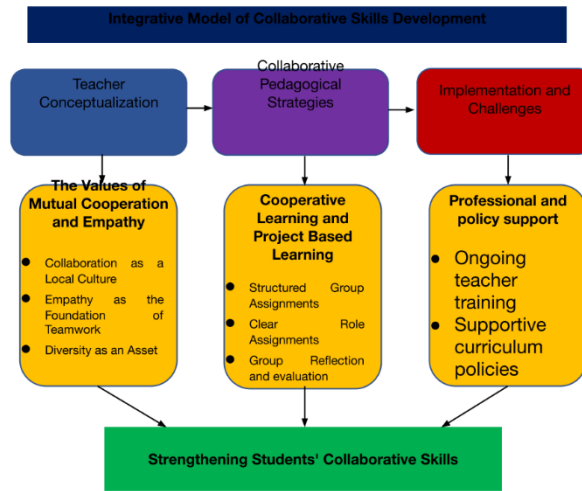 Integrative Model of Collaborative Skills Development
Teacher
Conceptualization
Collaborative
Pedagogical
Strategies
Implementation and
Challenges
The Values of
Mutual Cooperation
and Empathy
● Collaboration as a
Local Culture
● Empathy as the
Foundation of
Teamwork
● Diversity as an Asset
Cooperative
Learning and
Project Based
Learning
● Structured Group
Assignments
● Clear Role
Assignments
● Group Reflection
and evaluation
Professional and
policy support
● Ongoing
teacher
training
● Supportive
curriculum
policies
Strengthening Students' Collaborative Skills